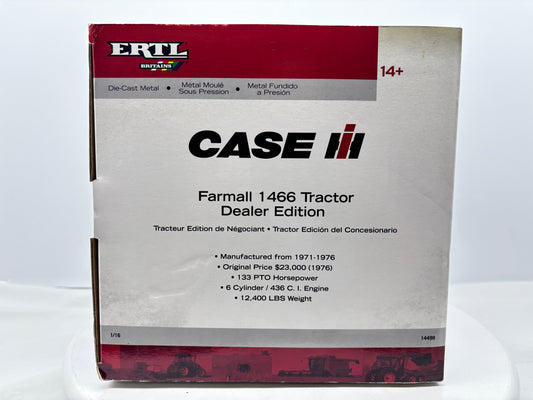 ERTL
BRITAINS
14+
Die-Cast Metal • Métal Moulé Sous Pression • Metal Fundido a Presión
CASE IH
Farmall 1466 Tractor
Dealer Edition
Tracteur Edition de Négociant • Tractor Edición del Concesionario
• Manufactured from 1971-1976
• Original Price $23,000 (1976)
• 133 PTO Horsepower
• 6 Cylinder / 436 C. I. Engine
• 12,400 LBS Weight
1/16
14498